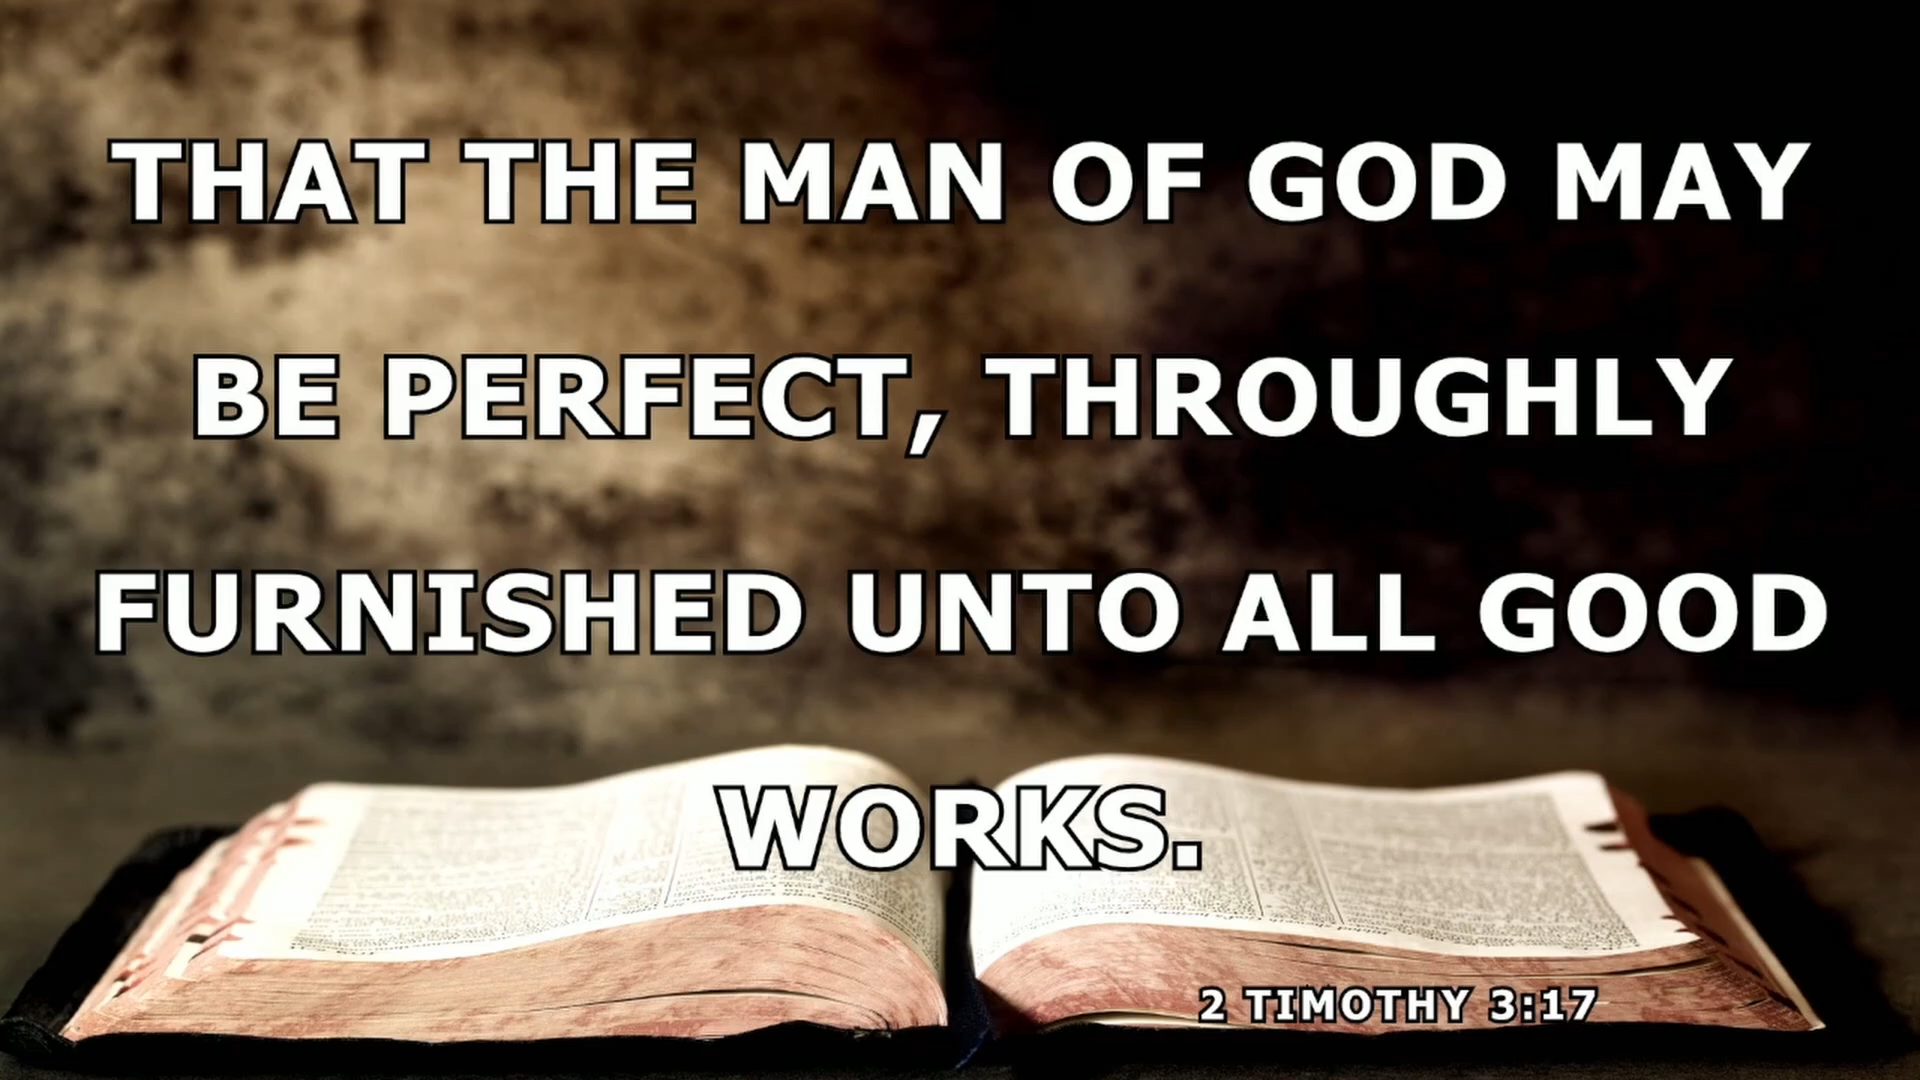 THAT THE MAN OF GOD MAY
BE PERFECT, THROUGHLY
FURNISHED UNTO ALL GOOD
WORKS.
2 TIMOTHY 3:17